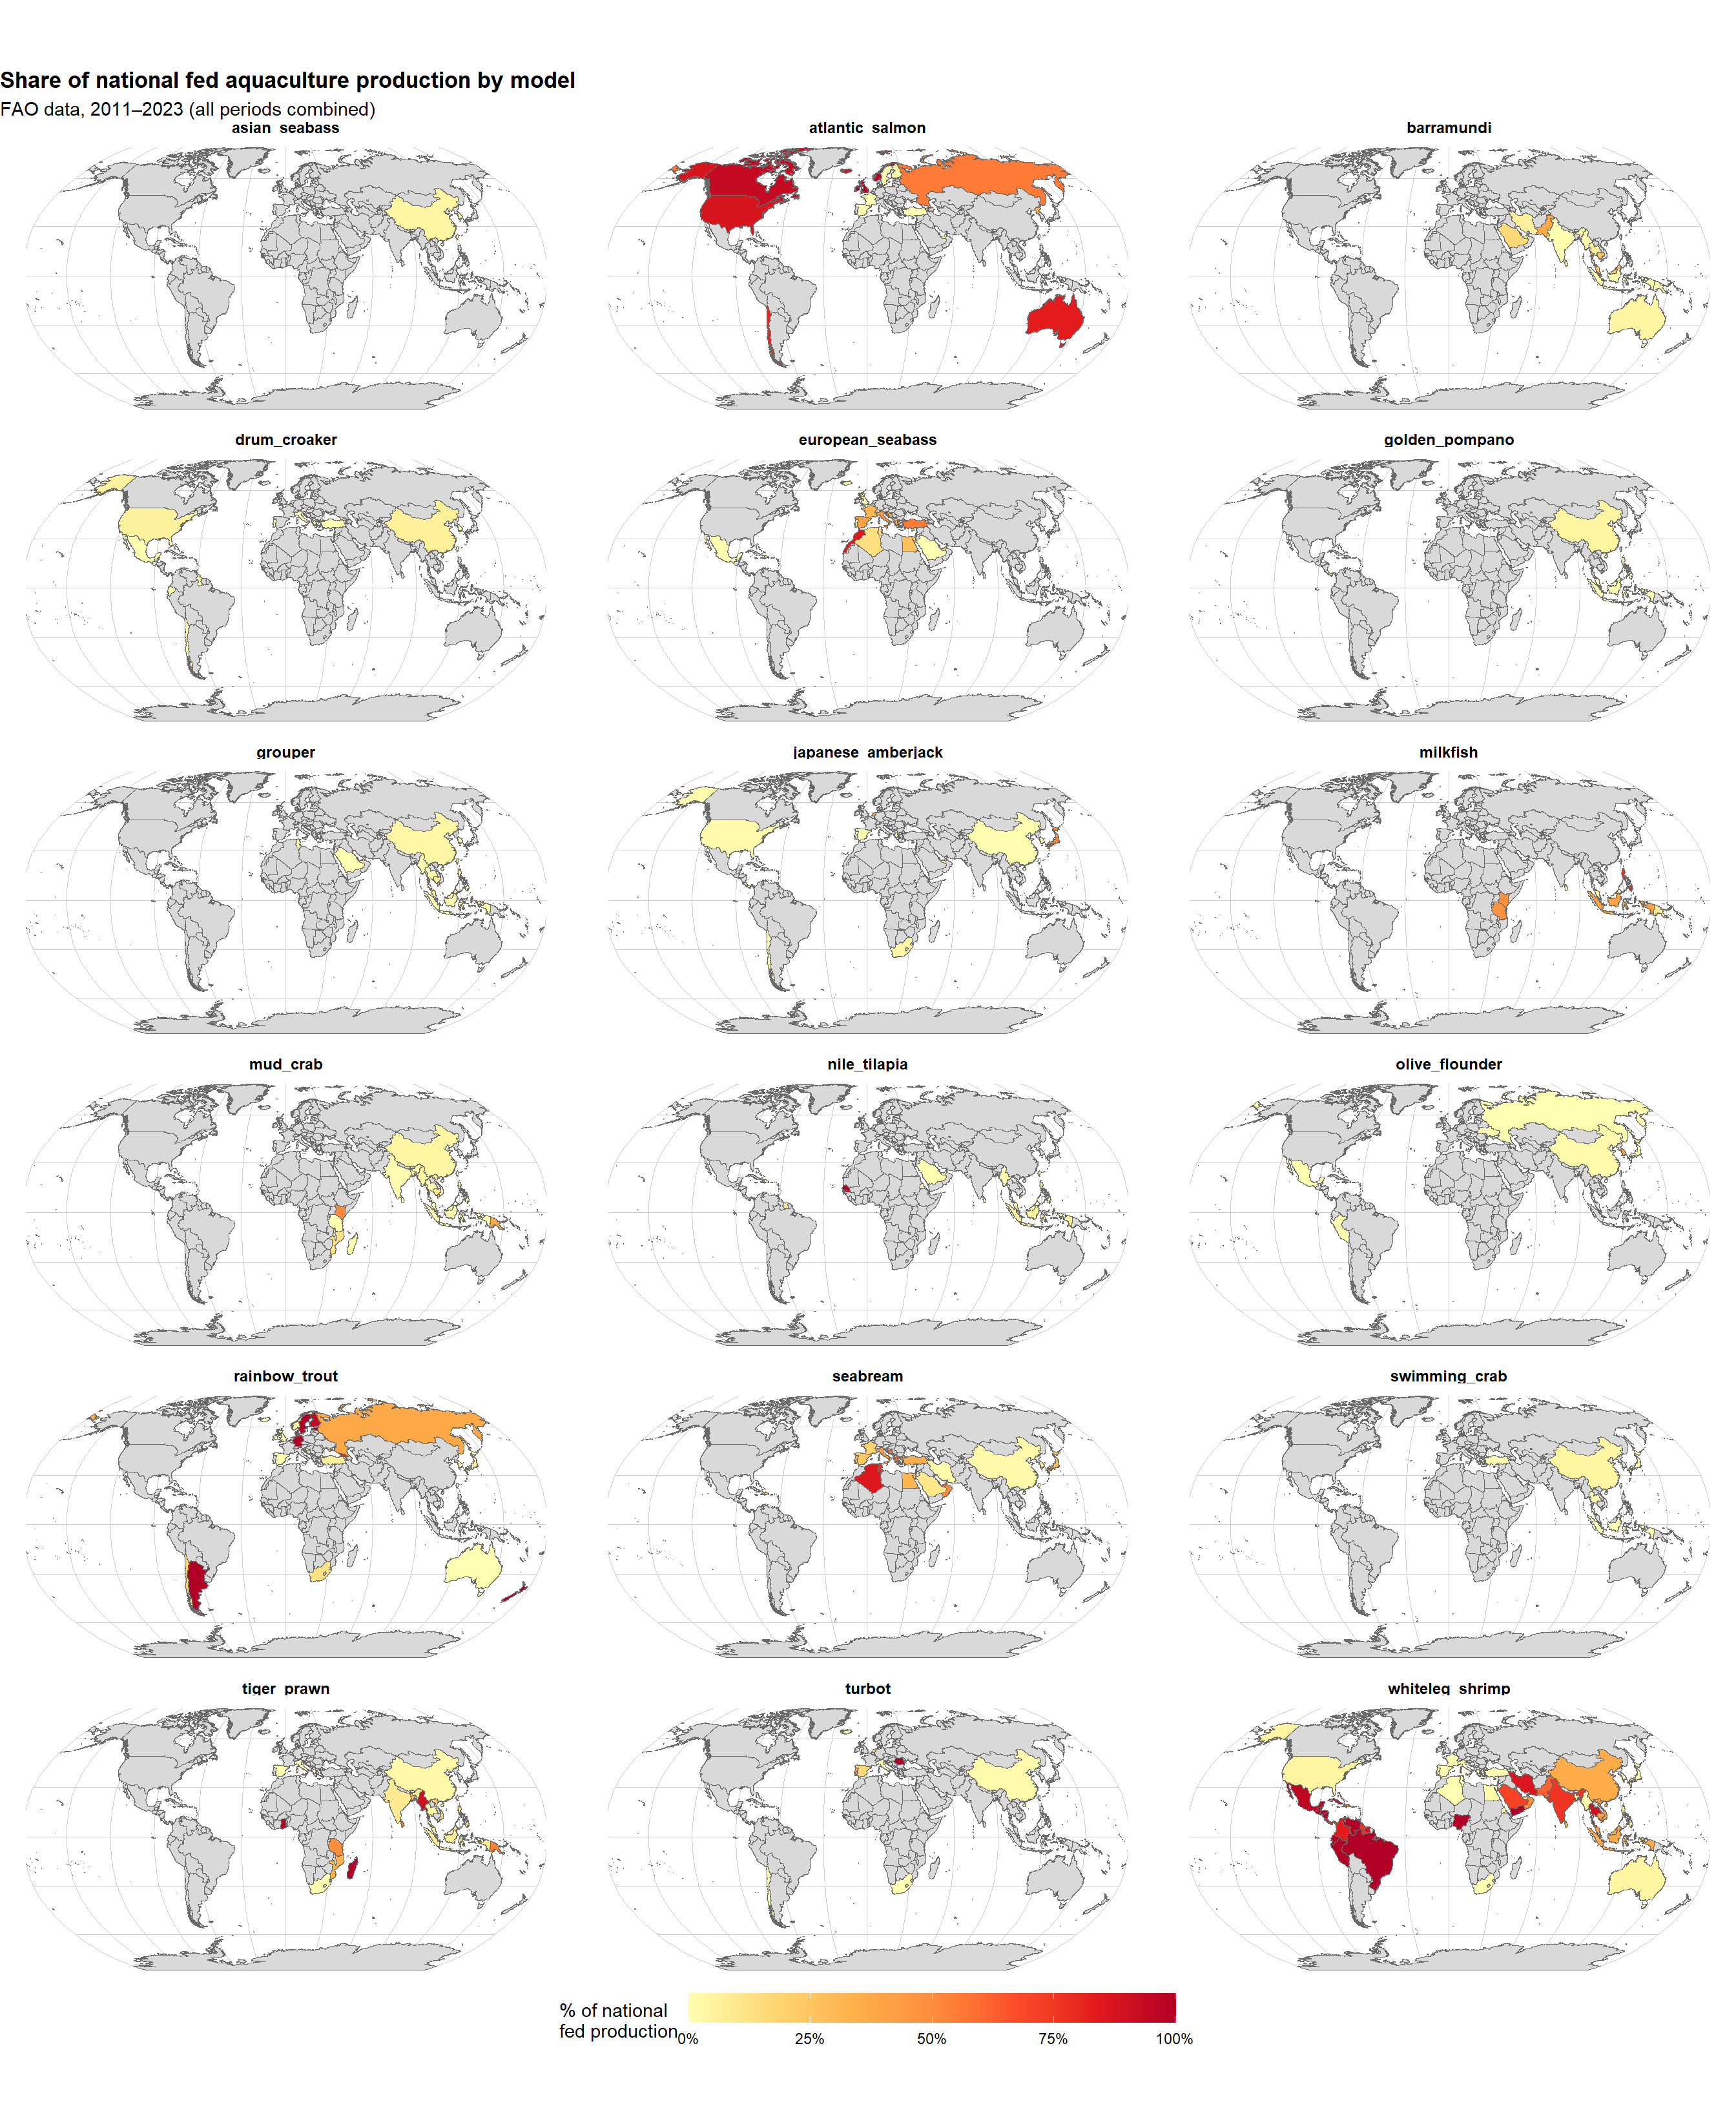 Share of national fed aquaculture production by model
FAO data, 2011–2023 (all periods combined)
asian_seabass
atlantic_salmon
barramundi
drum_croaker
european_seabass
golden_pompano
grouper
japanese_amberjack
milkfish
mud_crab
nile_tilapia
olive_flounder
rainbow_trout
seabream
swimming_crab
tiger_prawn
turbot
whiteleg_shrimp
% of national
fed production
0%
25%
50%
75%
100%